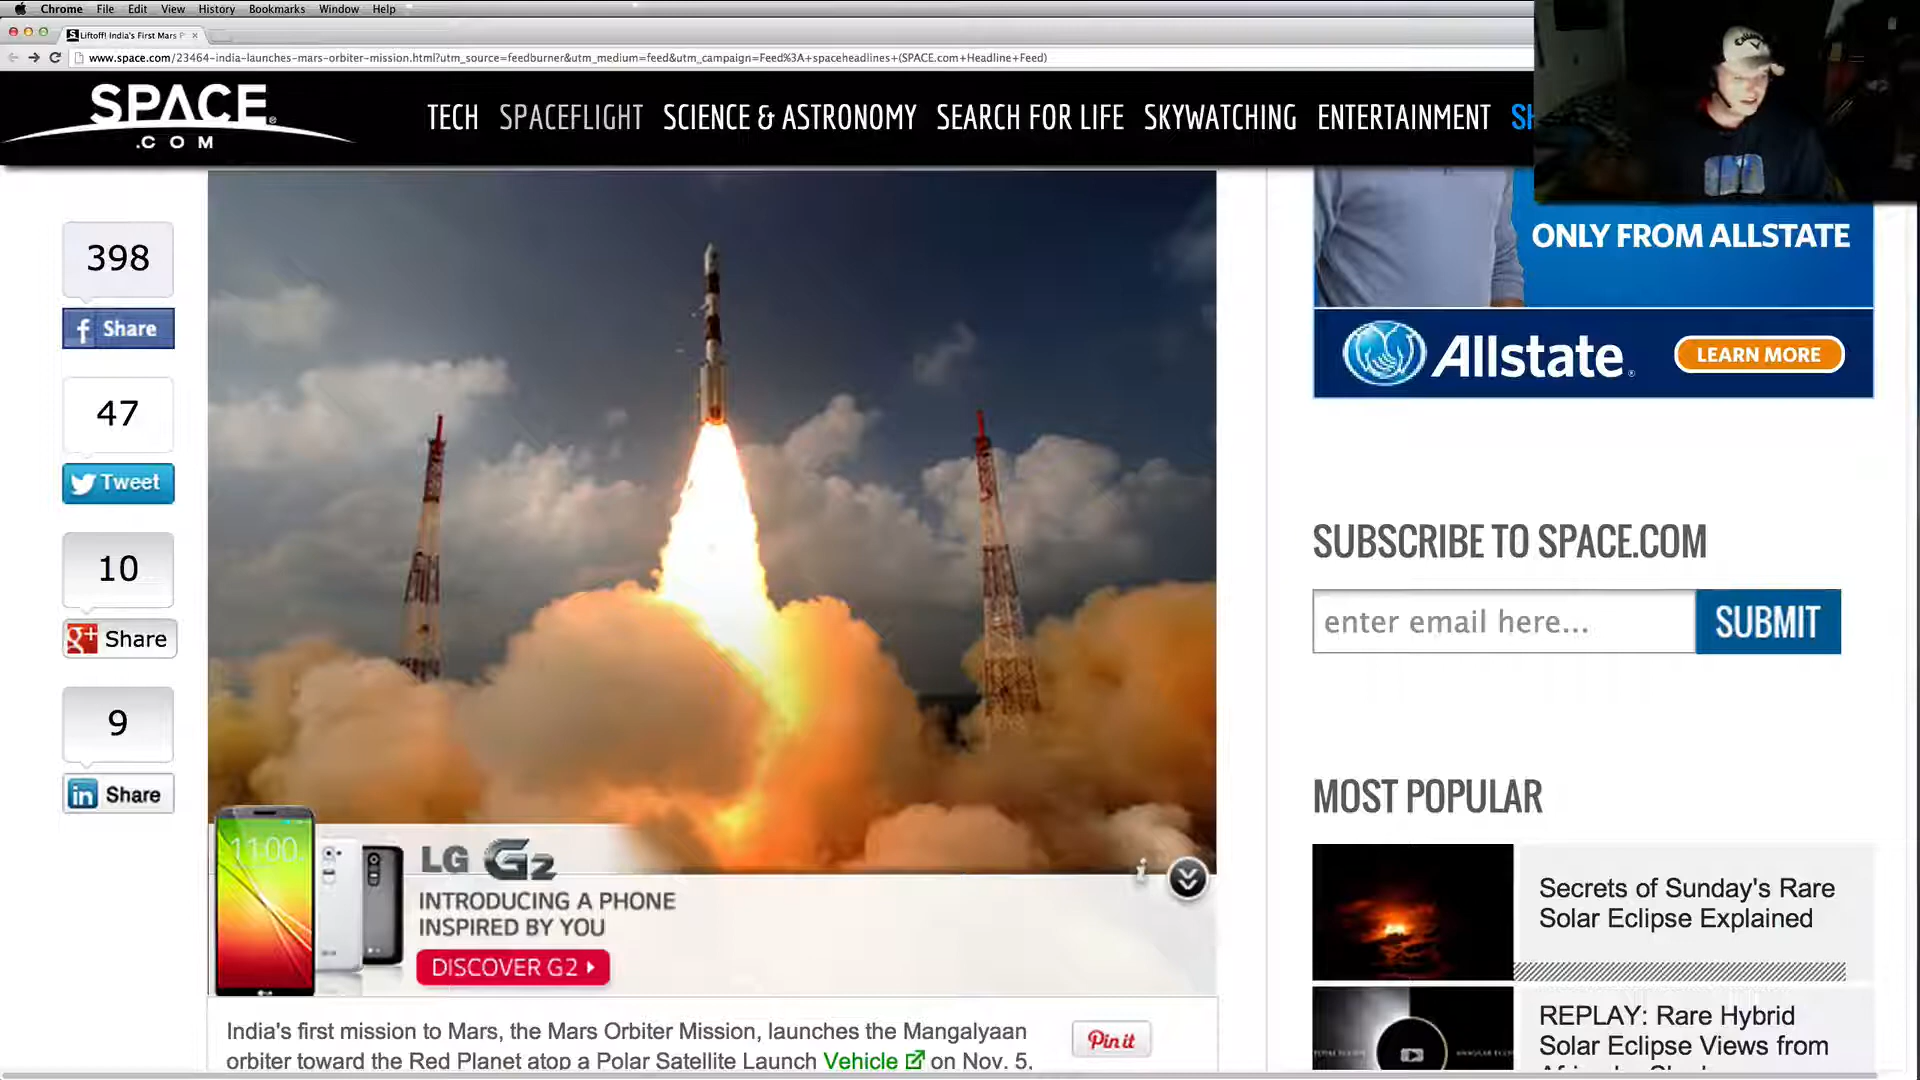 Chrome File Edit View History Bookmarks Window Help
Liftoff! India's First Mars P
www.space.com/23464-india-launches-mars-orbiter-mission.html?utm_source=feedburner&utm_medium=feed&utm_campaign=Feed%3A+spaceheadlines+(SPACE.com+Headline+Feed)
SPACE
.COM
TECH SPACEFLIGHT SCIENCE & ASTRONOMY SEARCH FOR LIFE SKYWATCHING ENTERTAINMENT SH
398
f Share
47
Tweet
10
g+ Share
9
in Share
ONLY FROM ALLSTATE
Allstate LEARN MORE
SUBSCRIBE TO SPACE.COM
enter email here... SUBMIT
MOST POPULAR
Secrets of Sunday's Rare
Solar Eclipse Explained
REPLAY: Rare Hybrid
Solar Eclipse Views from
11:00
LG G2
INTRODUCING A PHONE
INSPIRED BY YOU
DISCOVER G2
India's first mission to Mars, the Mars Orbiter Mission, launches the Mangalyaan
orbiter toward the Red Planet atop a Polar Satellite Launch Vehicle on Nov. 5,
Pin it